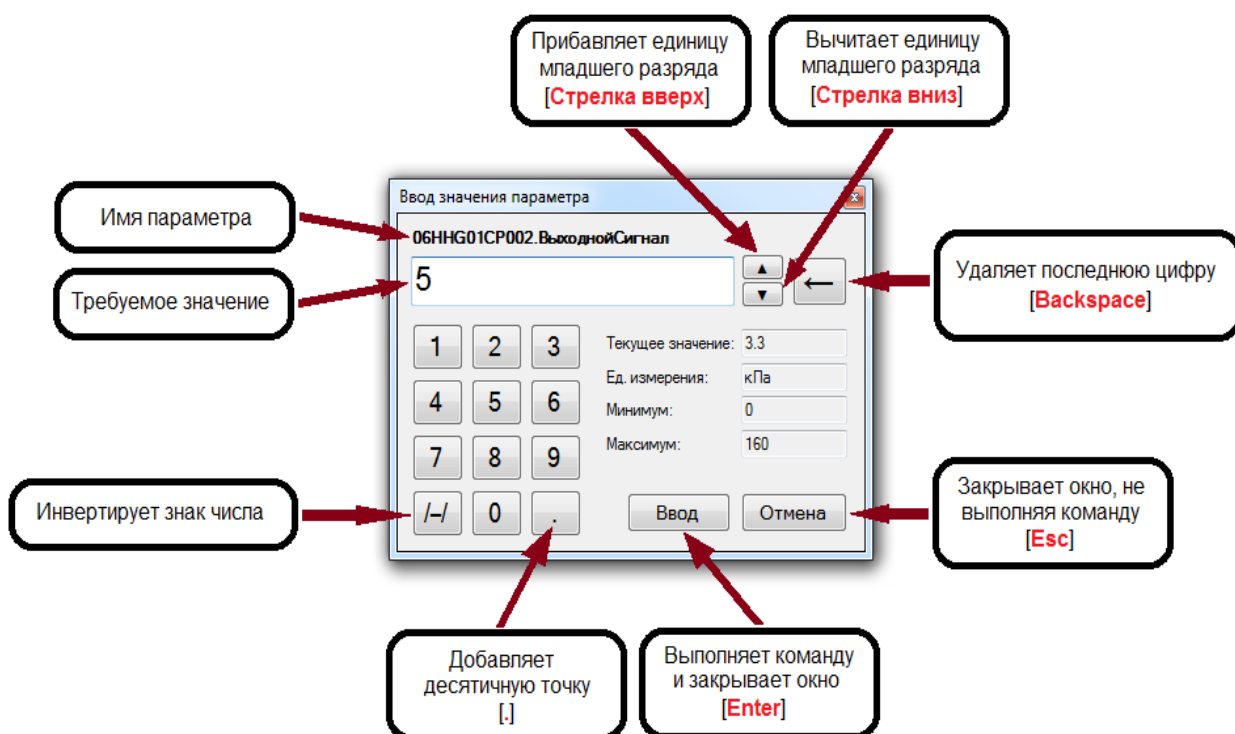 Прибавляет единицу
младшего разряда
[Стрелка вверх]
Вычитает единицу
младшего разряда
[Стрелка вниз]
Имя параметра
Требуемое значение
Ввод значения параметра
06HHG01CP002.ВыходнойСигнал
5
▲
▼
←
Удаляет последнюю цифру
[Backspace]
1 2 3
4 5 6
7 8 9
/–/ 0 .
Текущее значение: 3.3
Ед. измерения: кПа
Минимум: 0
Максимум: 160
Ввод
Отмена
Инвертирует знак числа
Закрывает окно, не
выполняя команду
[Esc]
Добавляет
десятичную точку
[.]
Выполняет команду
и закрывает окно
[Enter]